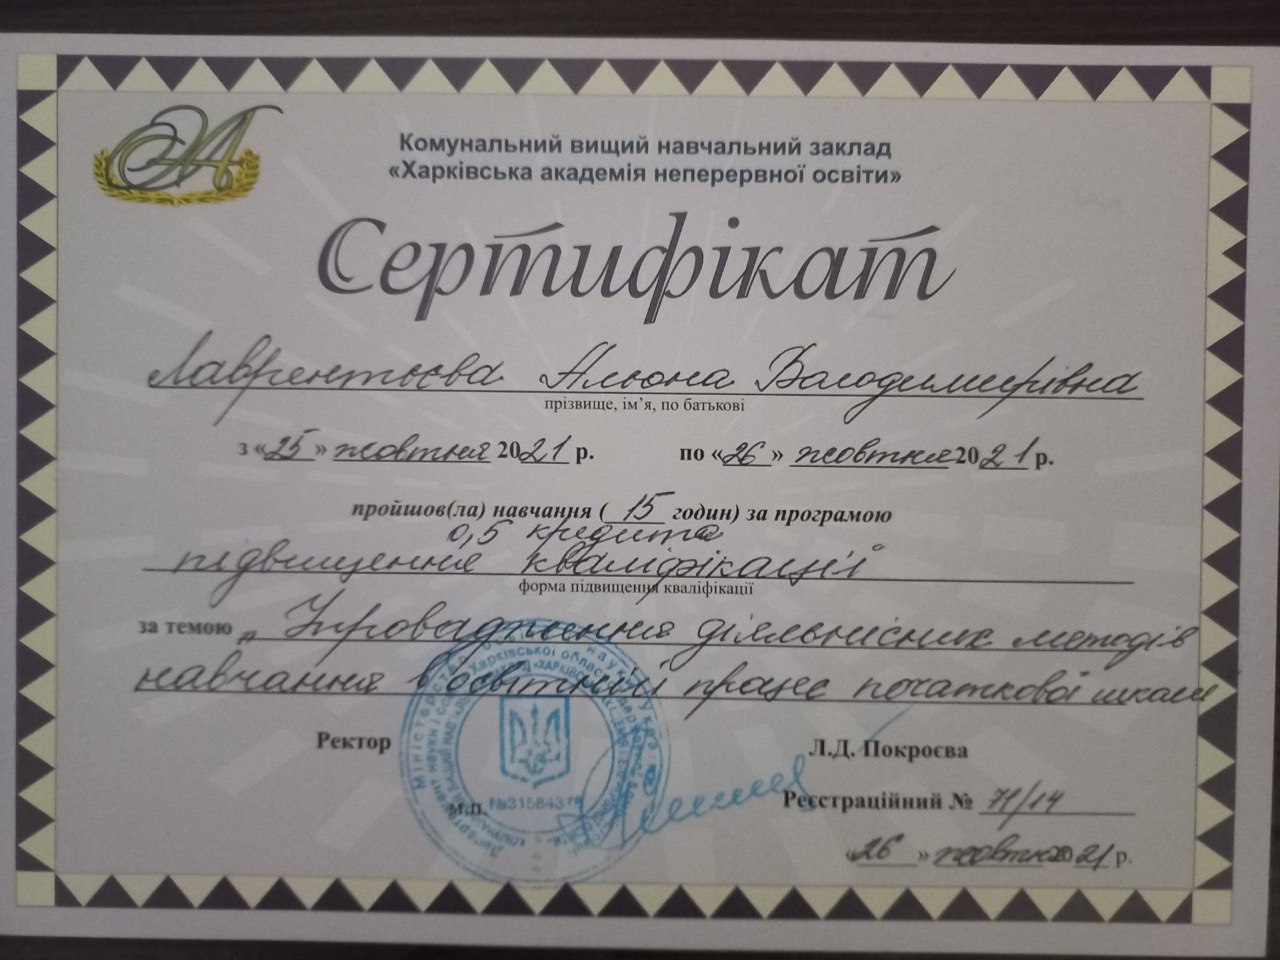 Комунальний вищий навчальний заклад
«Харківська академія неперервної освіти»
Сертифікат
Лаврентьєва Альона Володимирівна
прізвище, ім’я, по батькові
з «25» жовтня 2021 р. по «26» жовтня 2021 р.
пройшов(ла) навчання ( 15 годин) за програмою
0,5 кредита
підвищення кваліфікації
форма підвищення кваліфікації
за темою „ Упровадження діяльнісних методів
навчання в освітній процес початкової школи
Ректор Л.Д. Покроєва
М.П.
Реєстраційний № 71/14
«26» жовтня 2021 р.